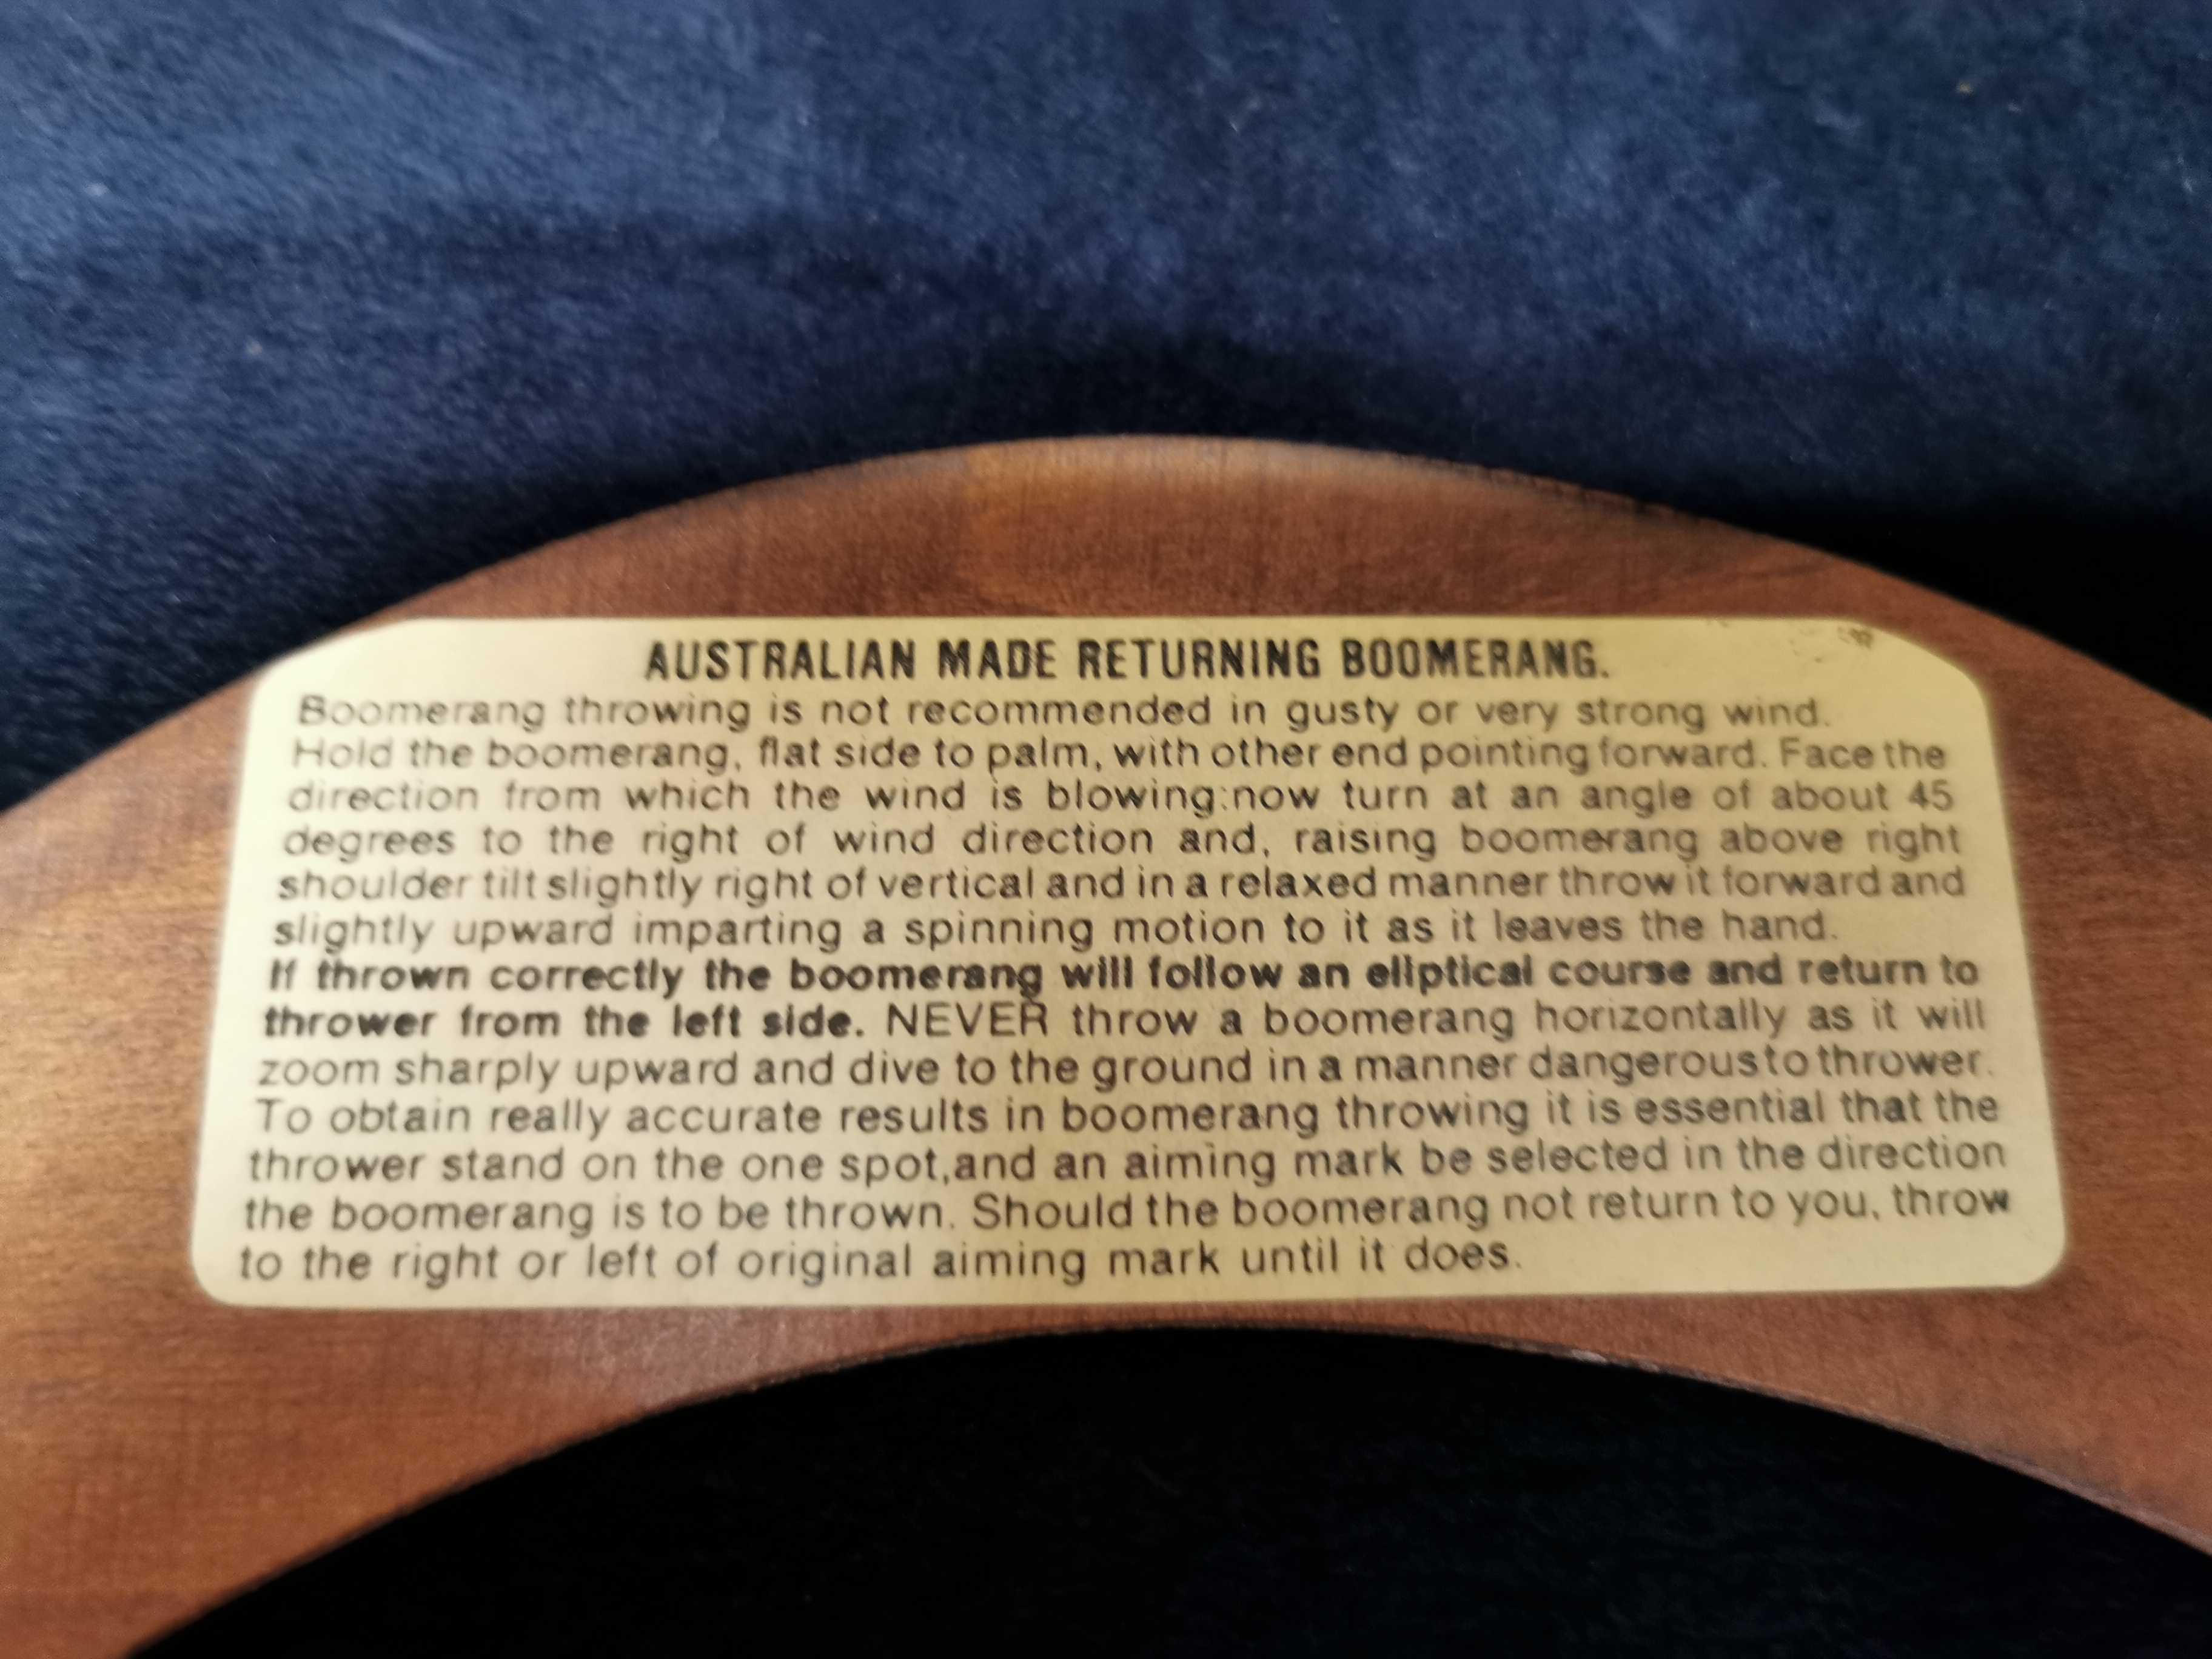 AUSTRALIAN MADE RETURNING BOOMERANG.
Boomerang throwing is not recommended in gusty or very strong wind.
Hold the boomerang, flat side to palm, with other end pointing forward. Face the
direction from which the wind is blowing:now turn at an angle of about 45
degrees to the right of wind direction and, raising boomerang above right
shoulder tilt slightly right of vertical and in a relaxed manner throw it forward and
slightly upward imparting a spinning motion to it as it leaves the hand.
If thrown correctly the boomerang will follow an eliptical course and return to
thrower from the left side. NEVER throw a boomerang horizontally as it will
zoom sharply upward and dive to the ground in a manner dangerous to thrower.
To obtain really accurate results in boomerang throwing it is essential that the
thrower stand on the one spot,and an aiming mark be selected in the direction
the boomerang is to be thrown. Should the boomerang not return to you, throw
to the right or left of original aiming mark until it does.